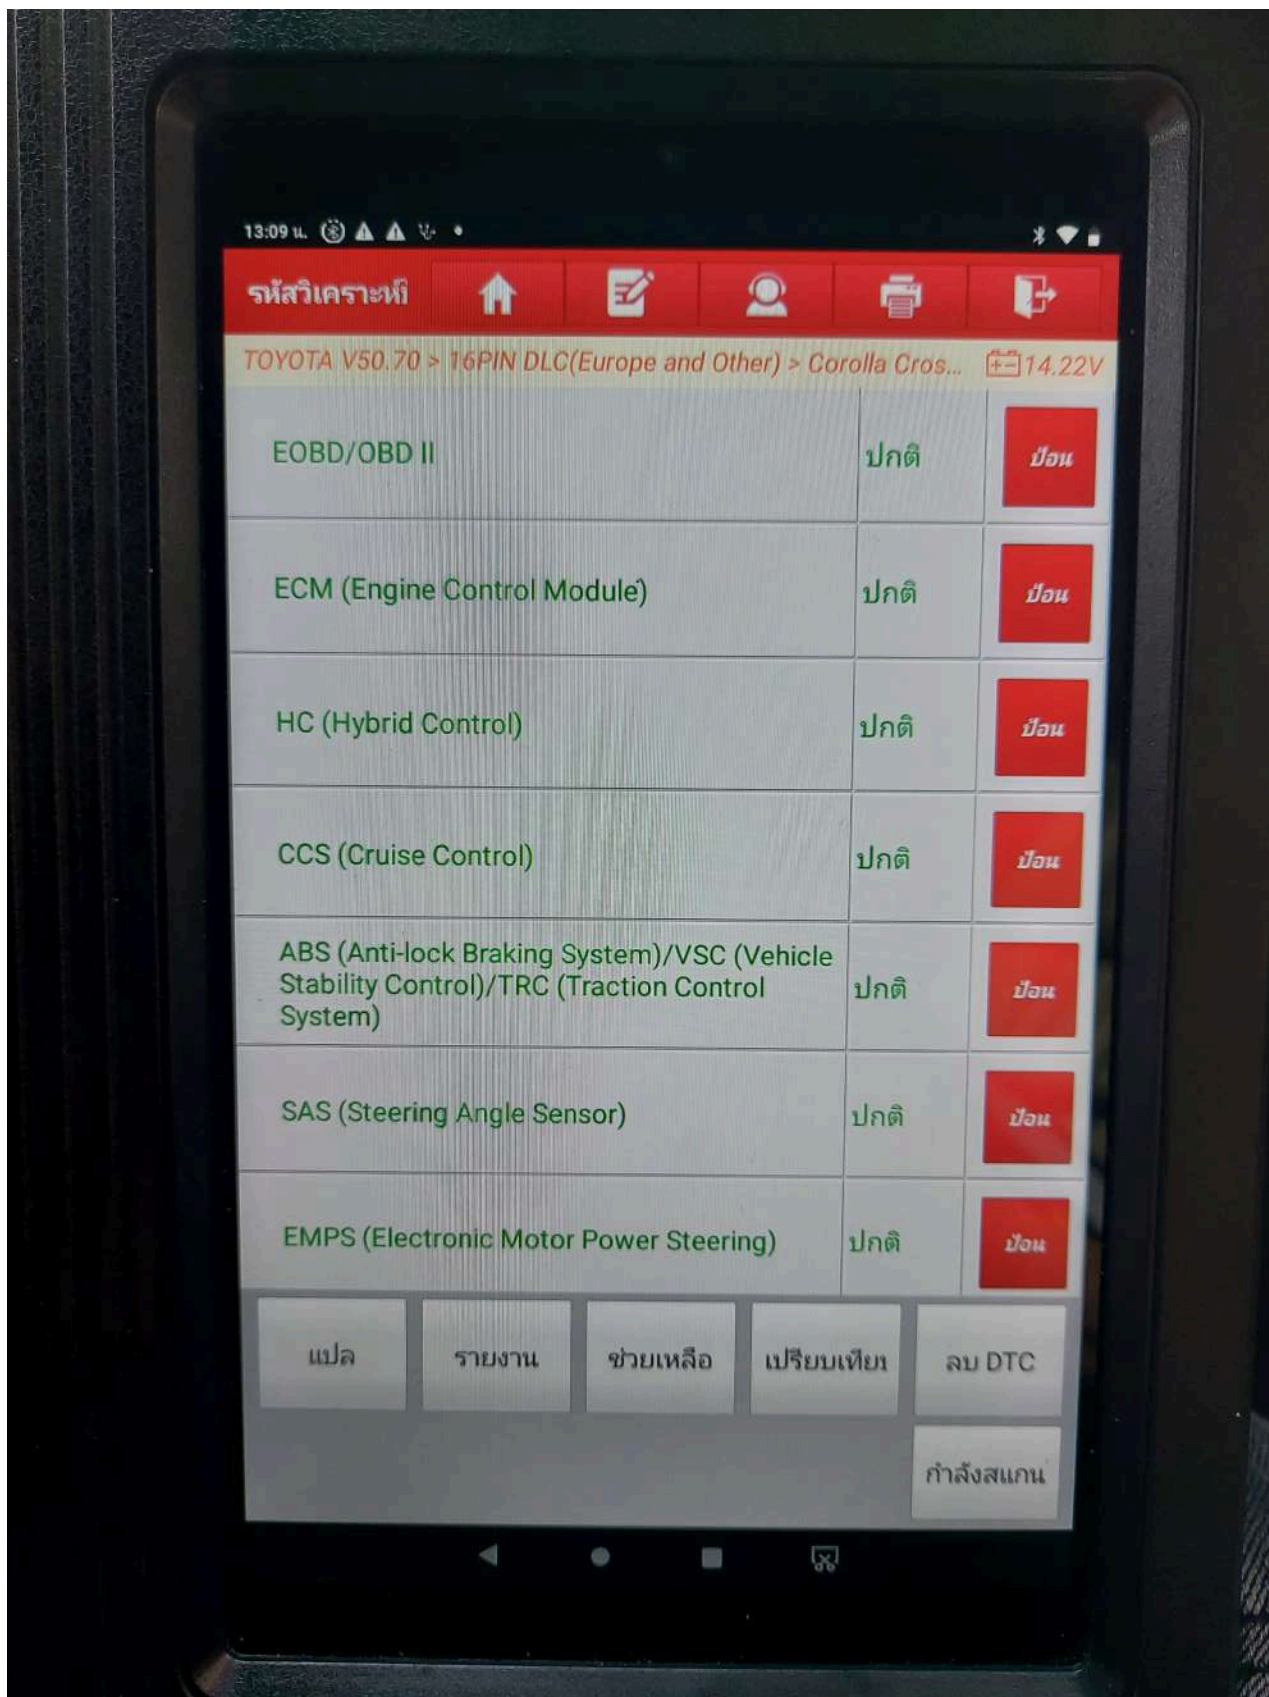 13:09 น.
รหัสวิเคราะห์
TOYOTA V50.70 > 16PIN DLC(Europe and Other) > Corolla Cros... 14.22V
EOBD/OBD II ปกติ ป้อน
ECM (Engine Control Module) ปกติ ป้อน
HC (Hybrid Control) ปกติ ป้อน
CCS (Cruise Control) ปกติ ป้อน
ABS (Anti-lock Braking System)/VSC (Vehicle
Stability Control)/TRC (Traction Control ปกติ ป้อน
System)
SAS (Steering Angle Sensor) ปกติ ป้อน
EMPS (Electronic Motor Power Steering) ปกติ ป้อน
แปล รายงาน ช่วยเหลือ เปรียบเทีย ลบ DTC
กำลังสแกน